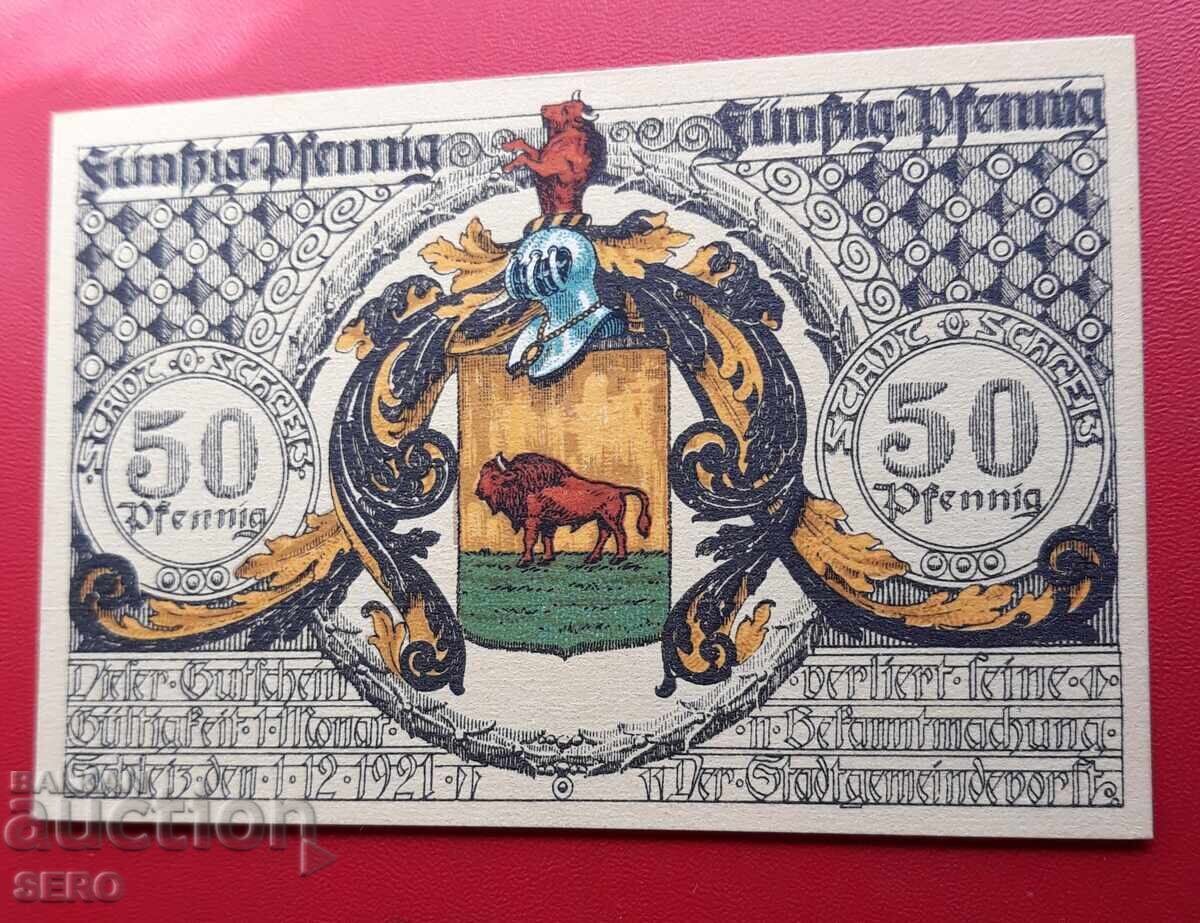 Fünfzig·Pfennig Fünfzig·Pfennig
STADT·O·SCHLEIZ· STADT·O·SCHLEIZ
50 50
Pfennig Pfennig
Dieser·Gutschein ·verliert·seine·
Gültigkeit·1·Monat· ·n·Bekanntmachung·
Schleiz·den·1·12·1921· Der·Stadtgemeindevorst.
BALKAN
auction
SERO